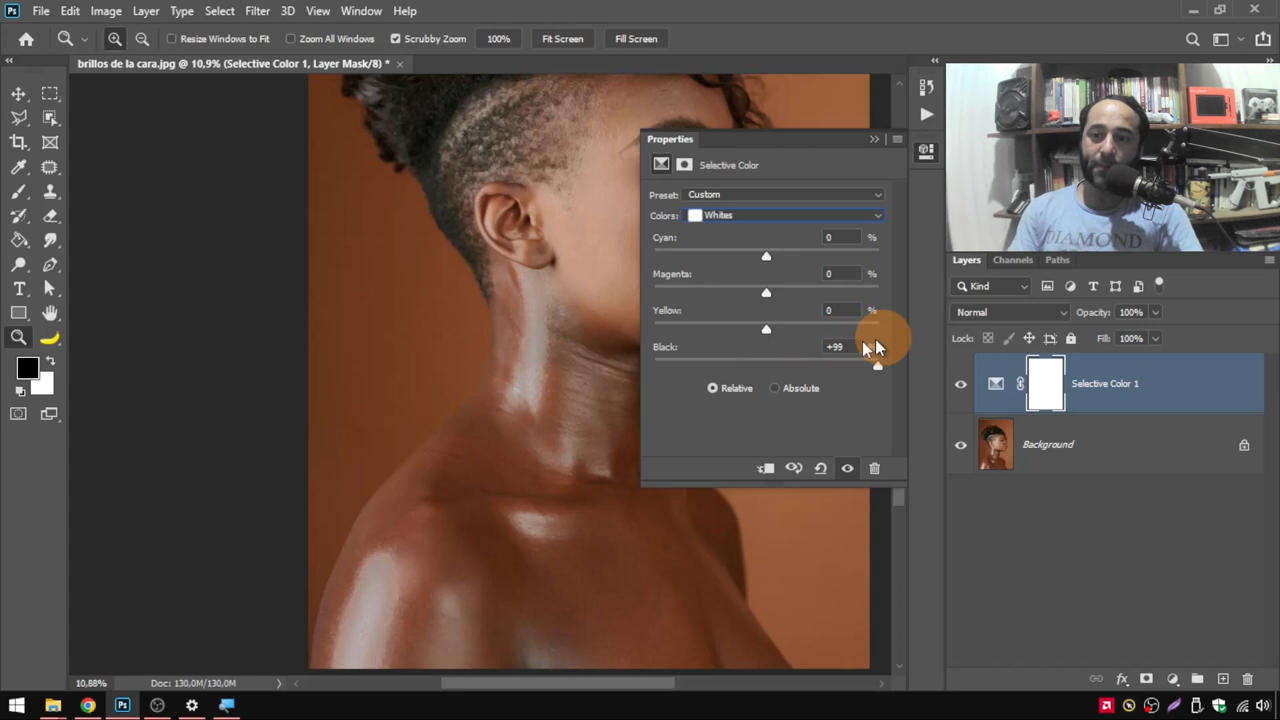 Ps File Edit Image Layer Type Select Filter 3D View Window Help
Resize Windows to Fit Zoom All Windows Scrubby Zoom 100% Fit Screen Fill Screen
brillos de la cara.jpg @ 10,9% (Selective Color 1, Layer Mask/8) *
Properties
Selective Color
Preset: Custom
Colors: Whites
Cyan: 0 %
Magenta: 0 %
Yellow: 0 %
Black: +99
Relative Absolute
DIAMOND
Layers Channels Paths
Kind
Normal Opacity: 100%
Lock: Fill: 100%
Selective Color 1
Background
10,88% Doc: 130,0M/130,0M
Ps